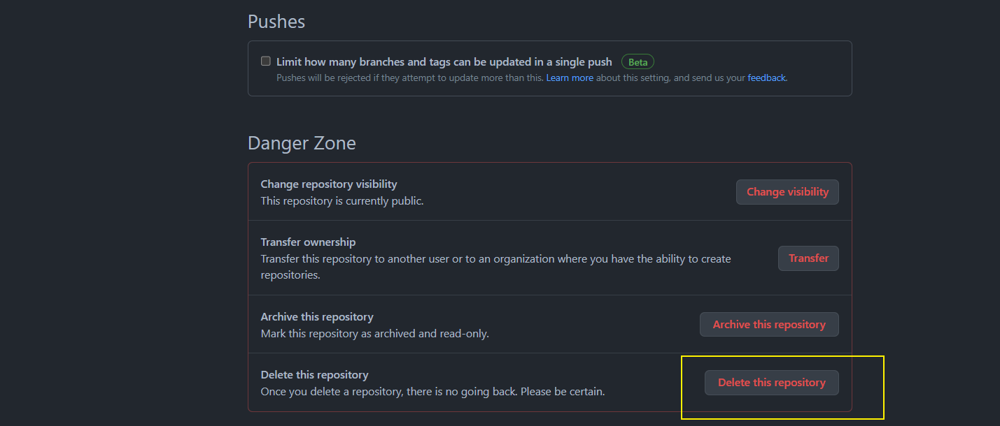 Pushes
Limit how many branches and tags can be updated in a single push Beta
Pushes will be rejected if they attempt to update more than this. Learn more about this setting, and send us your feedback.
Danger Zone
Change repository visibility
This repository is currently public.
Change visibility
Transfer ownership
Transfer this repository to another user or to an organization where you have the ability to create
repositories.
Transfer
Archive this repository
Mark this repository as archived and read-only.
Archive this repository
Delete this repository
Once you delete a repository, there is no going back. Please be certain.
Delete this repository